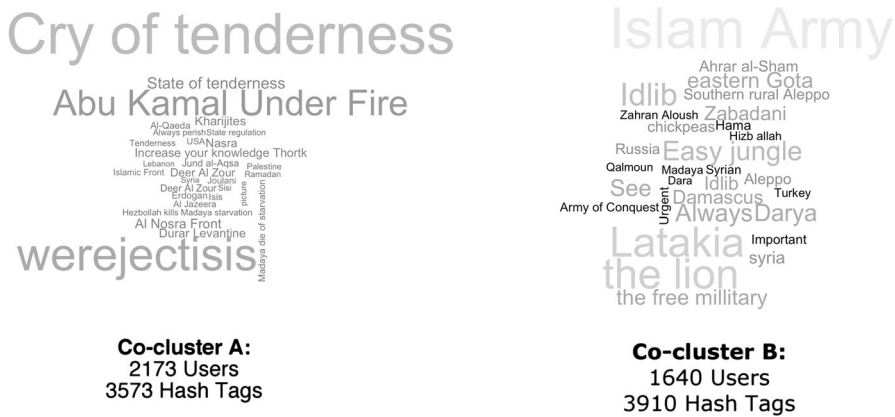 Cry of tenderness
State of tenderness
Abu Kamal Under Fire
Kharijites
Al-Qaeda
Always perish State regulation
Tenderness USA Nasra
Increase your knowledge Thortk
Lebanon Jund al-Aqsa Palestine
Islamic Front Deer Al Zour Ramadan
Syria Joulani
Deer Al Zour Sisi
picture
Erdogan Isis
Al Jazeera
Hezbollah kills Madaya starvation
Al Nosra Front
Durar Levantine
Madaya die of starvation
werejectisis
Co-cluster A:
2173 Users
3573 Hash Tags
Islam Army
Ahrar al-Sham
eastern Gota
Idlib Southern rural Aleppo
Zahran Aloush Zabadani
chickpeas Hama
Hizb allah
Russia Easy jungle
Qalmoun Madaya Syrian
Dara Idlib Aleppo
See Damascus Turkey
Urgent
Army of Conquest Always Darya
Latakia Important
syria
the lion
the free millitary
Co-cluster B:
1640 Users
3910 Hash Tags